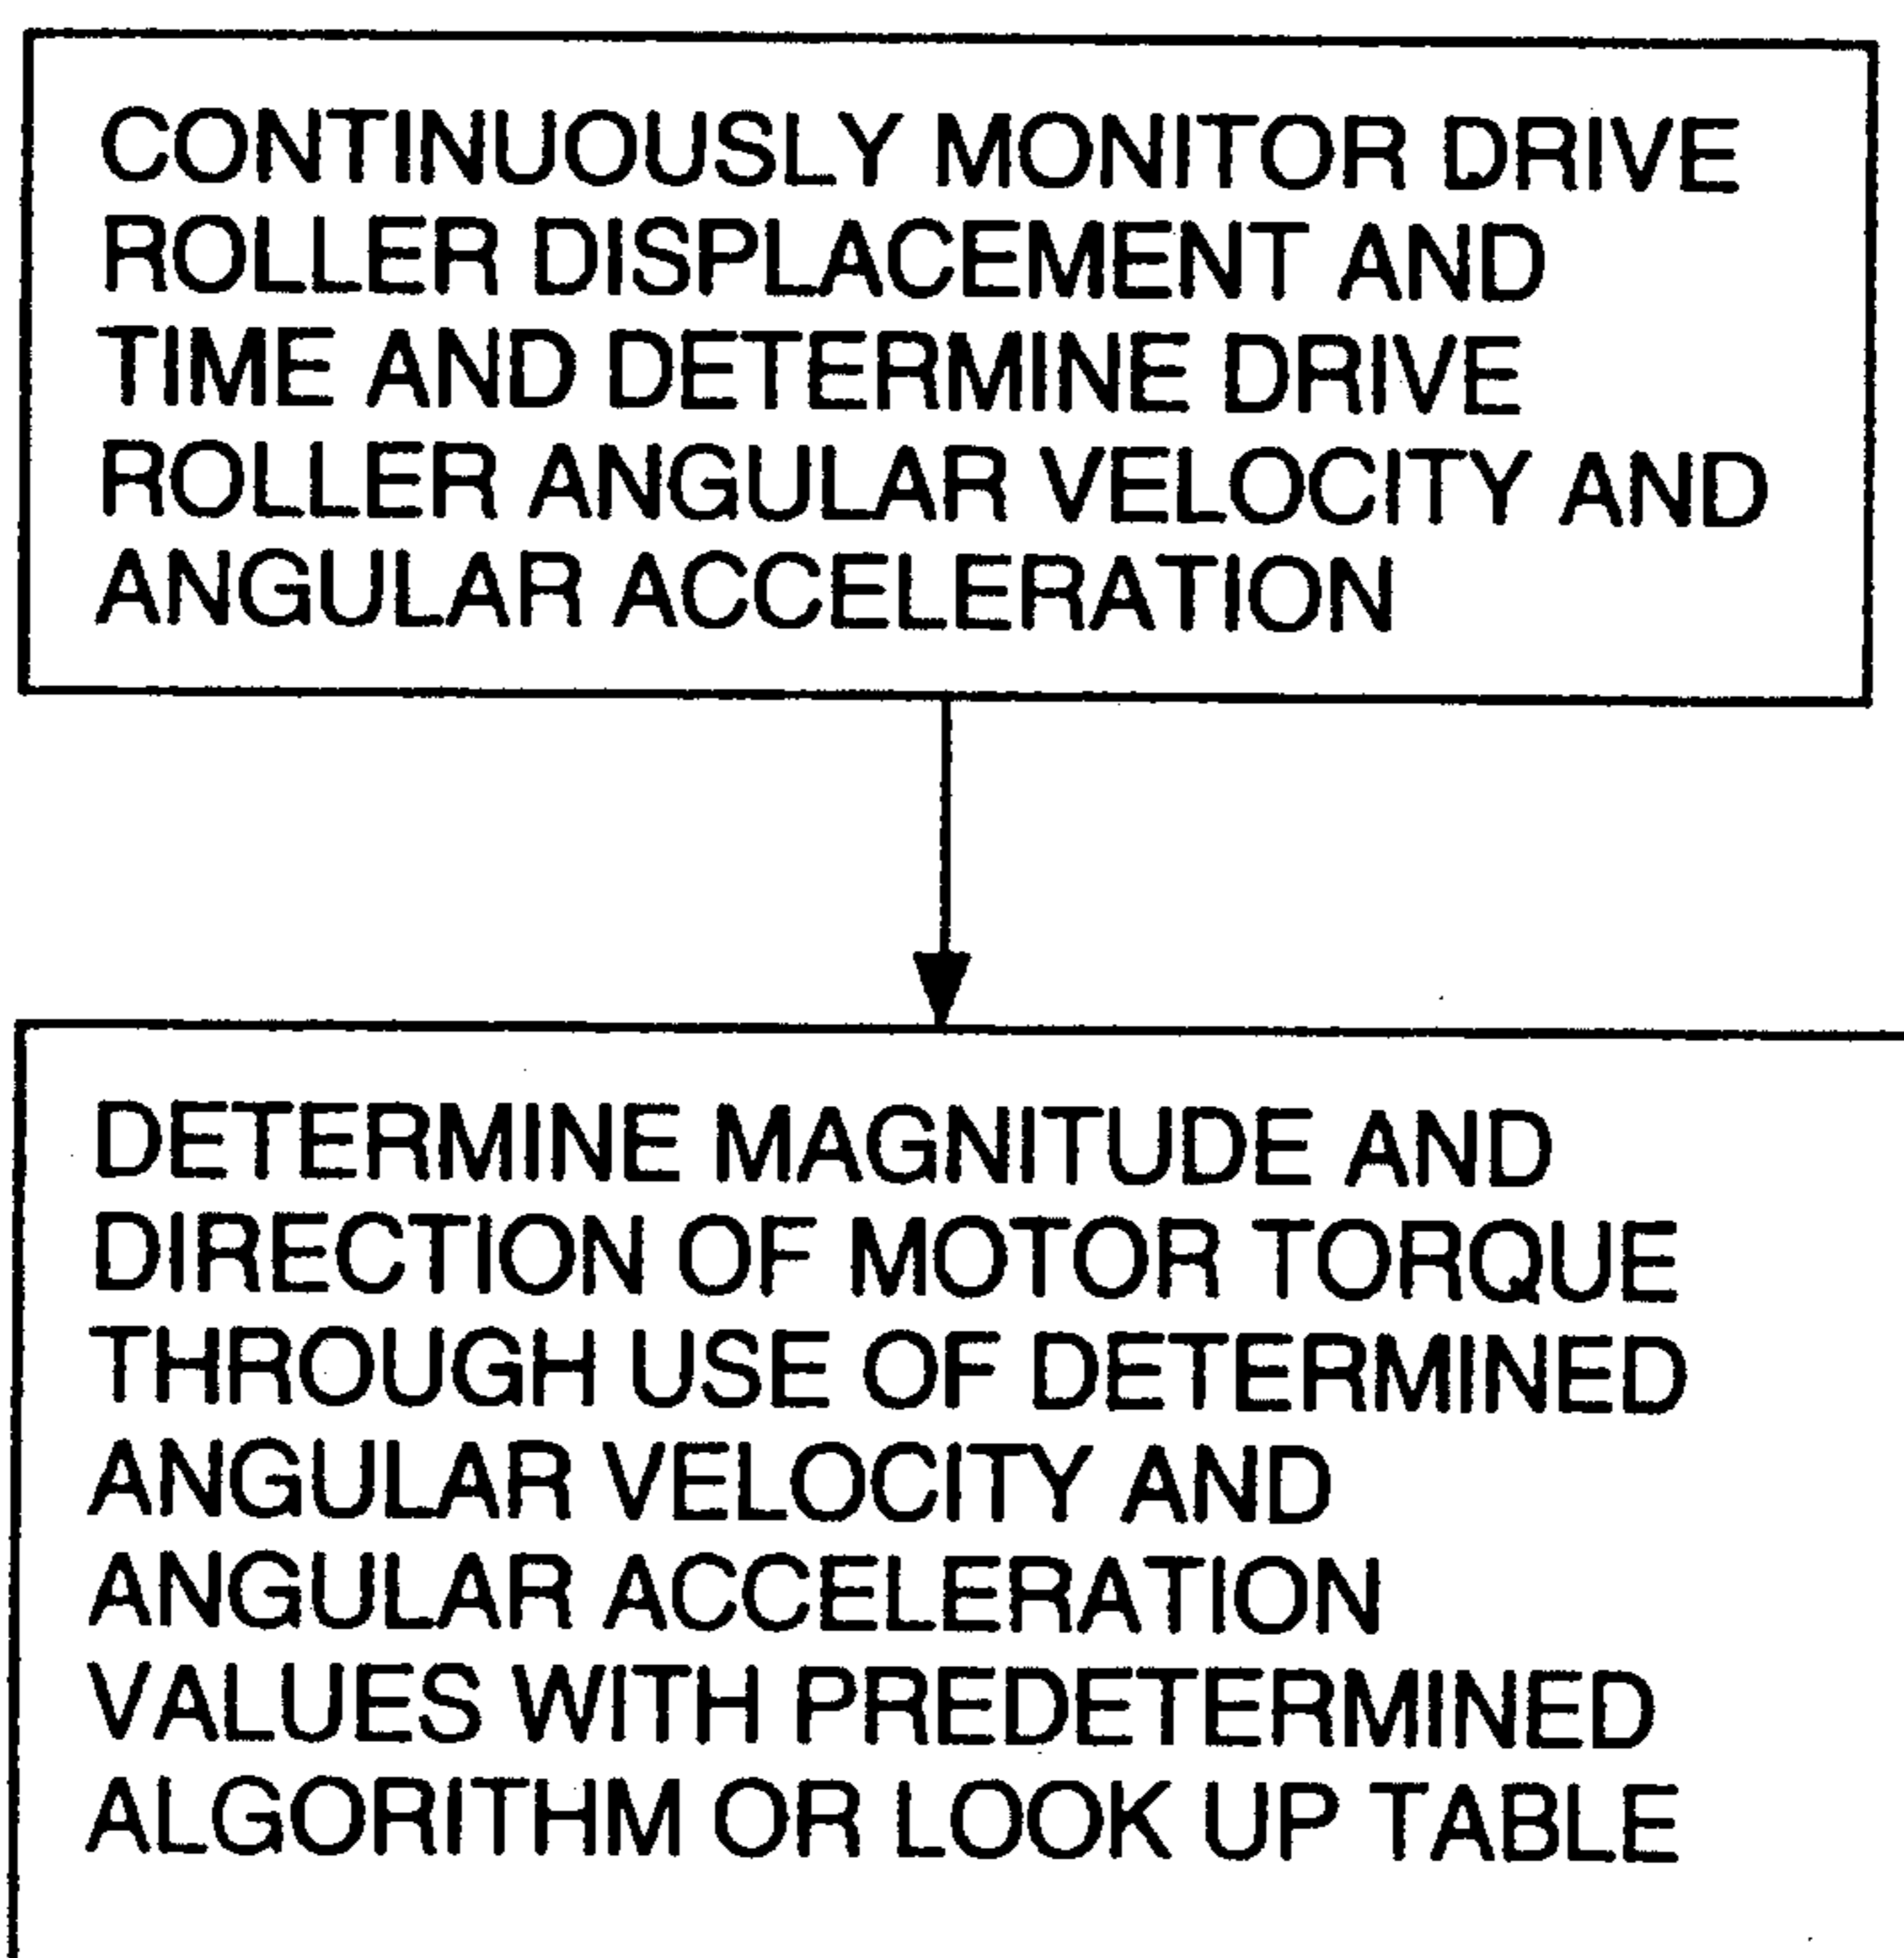 CONTINUOUSLY MONITOR DRIVE
ROLLER DISPLACEMENT AND
TIME AND DETERMINE DRIVE
ROLLER ANGULAR VELOCITY AND
ANGULAR ACCELERATION
DETERMINE MAGNITUDE AND
DIRECTION OF MOTOR TORQUE
THROUGH USE OF DETERMINED
ANGULAR VELOCITY AND
ANGULAR ACCELERATION
VALUES WITH PREDETERMINED
ALGORITHM OR LOOK UP TABLE